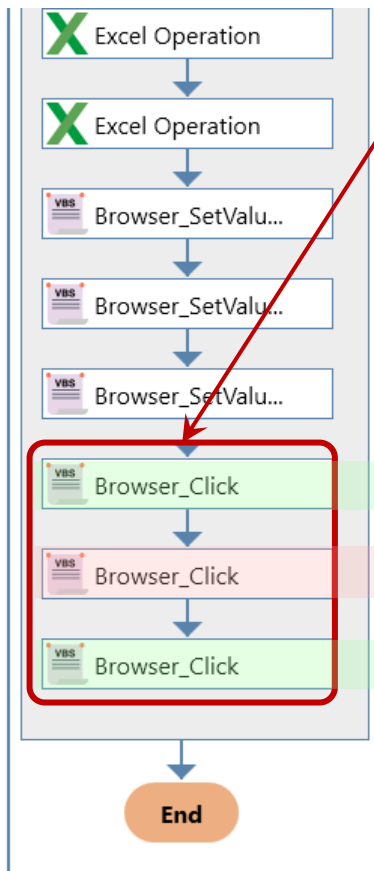 Excel Operation
Excel Operation
VBS
Browser_SetValu...
VBS
Browser_SetValu...
VBS
Browser_SetValu...
VBS
Browser_Click
VBS
Browser_Click
VBS
Browser_Click
End